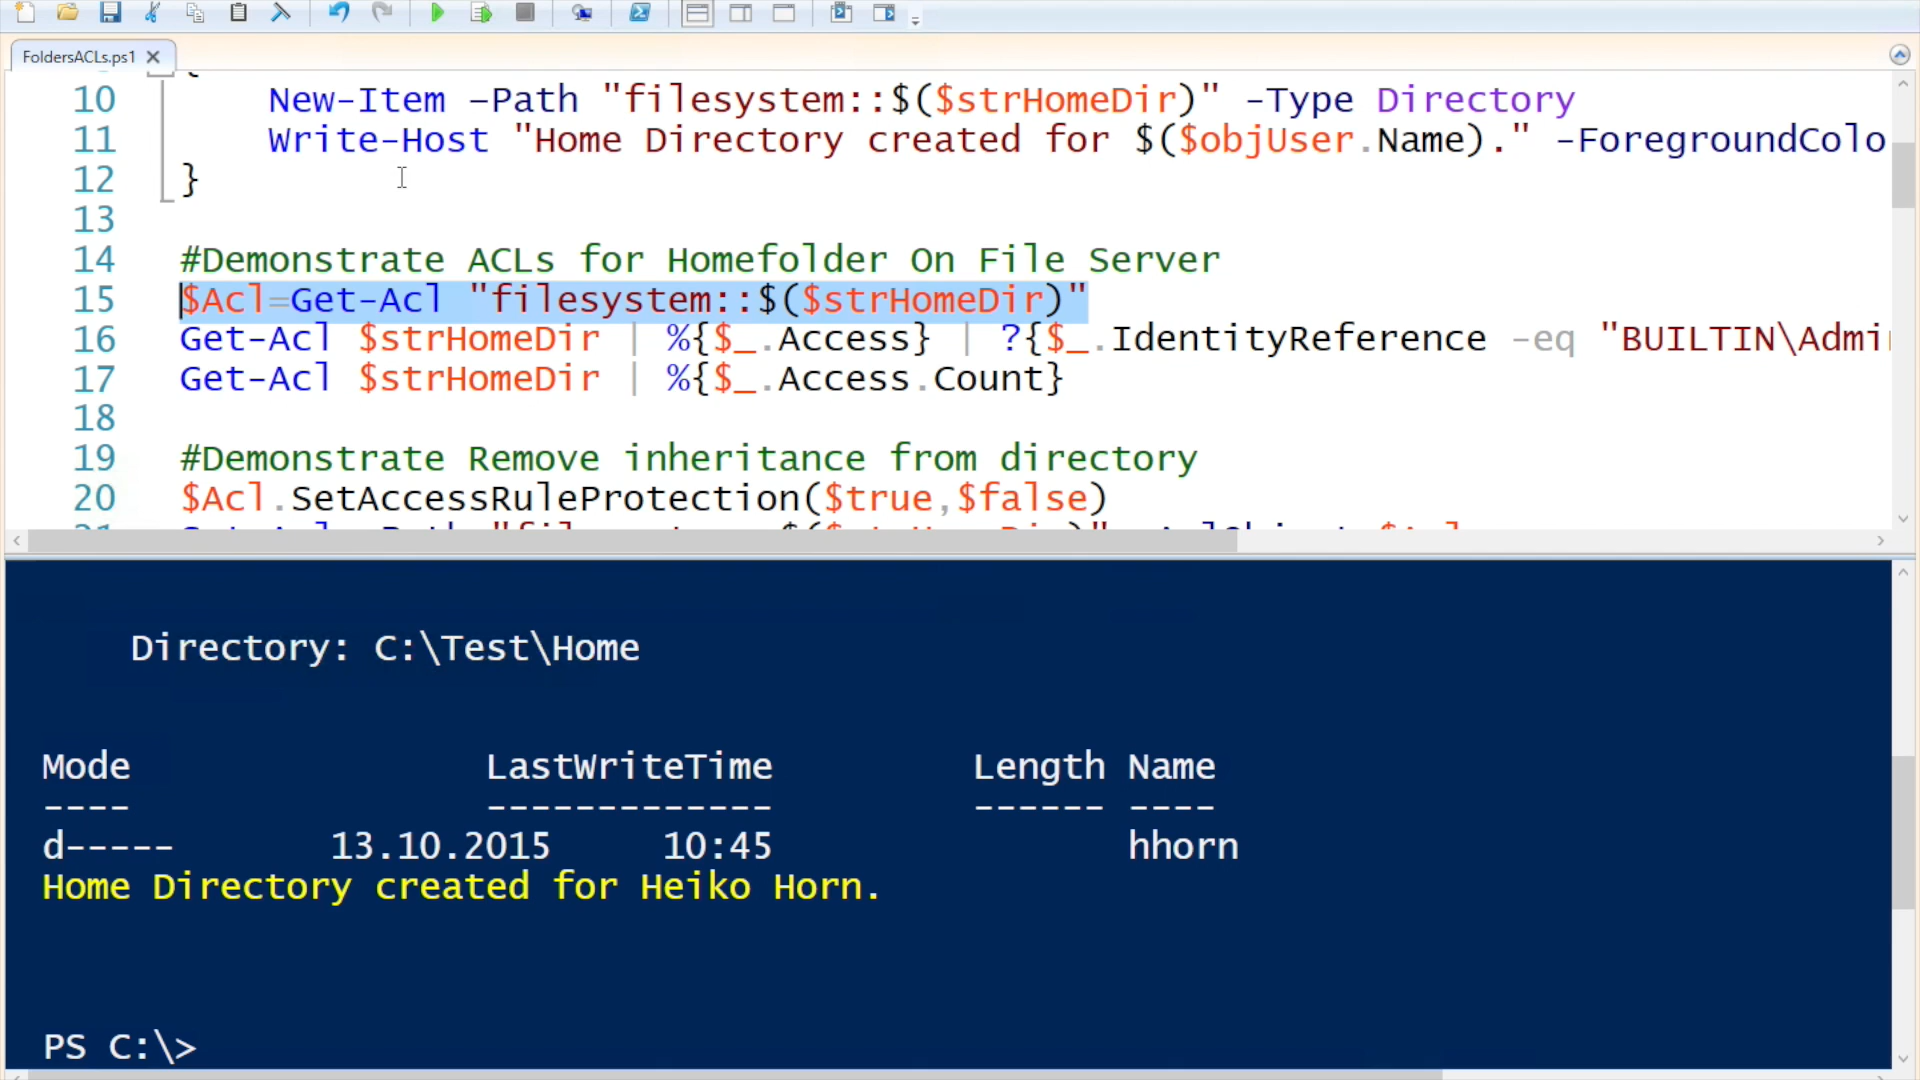 FoldersACLs.ps1
10 New-Item –Path "filesystem::$($strHomeDir)" –Type Directory
11 Write-Host "Home Directory created for $($objUser.Name)." –ForegroundColo
12 }
13
14 #Demonstrate ACLs for Homefolder On File Server
15 $Acl=Get-Acl "filesystem::$($strHomeDir)"
16 Get-Acl $strHomeDir | %{$_.Access} | ?{$_.IdentityReference -eq "BUILTIN\Admi
17 Get-Acl $strHomeDir | %{$_.Access.Count}
18
19 #Demonstrate Remove inheritance from directory
20 $Acl.SetAccessRuleProtection($true,$false)
Directory: C:\Test\Home
Mode LastWriteTime Length Name
---- ------------- ------ ----
d----- 13.10.2015 10:45 hhorn
Home Directory created for Heiko Horn.
PS C:\>